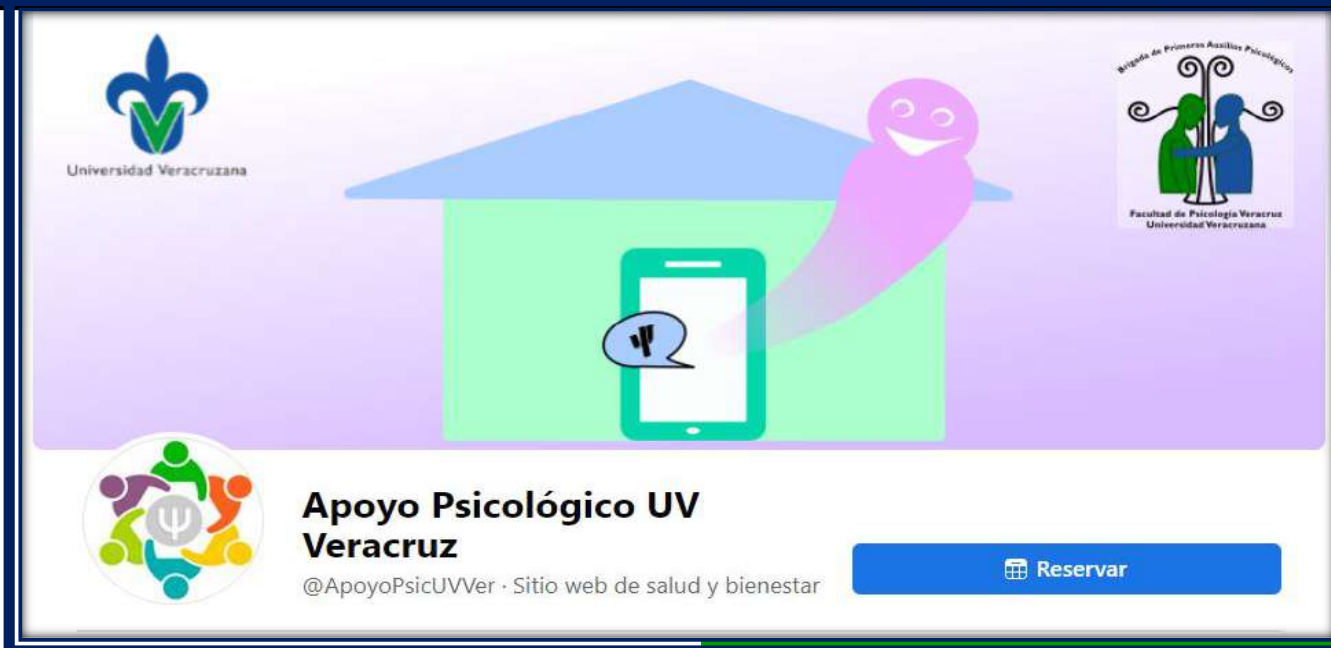 Universidad Veracruzana
Brigada de Primeros Auxilios Psicológicos
Facultad de Psicología Veracruz
Universidad Veracruzana
Ψ
Ψ
Apoyo Psicológico UV
Veracruz
@ApoyoPsicUVVer · Sitio web de salud y bienestar
Reservar